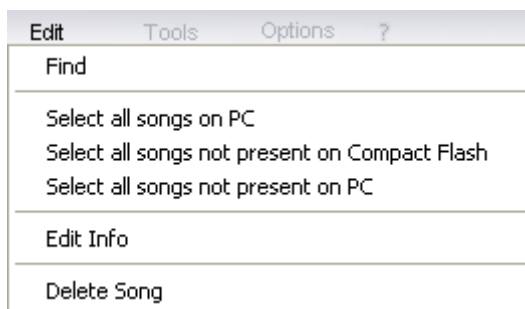 Edit Tools Options ?
Find
Select all songs on PC
Select all songs not present on Compact Flash
Select all songs not present on PC
Edit Info
Delete Song